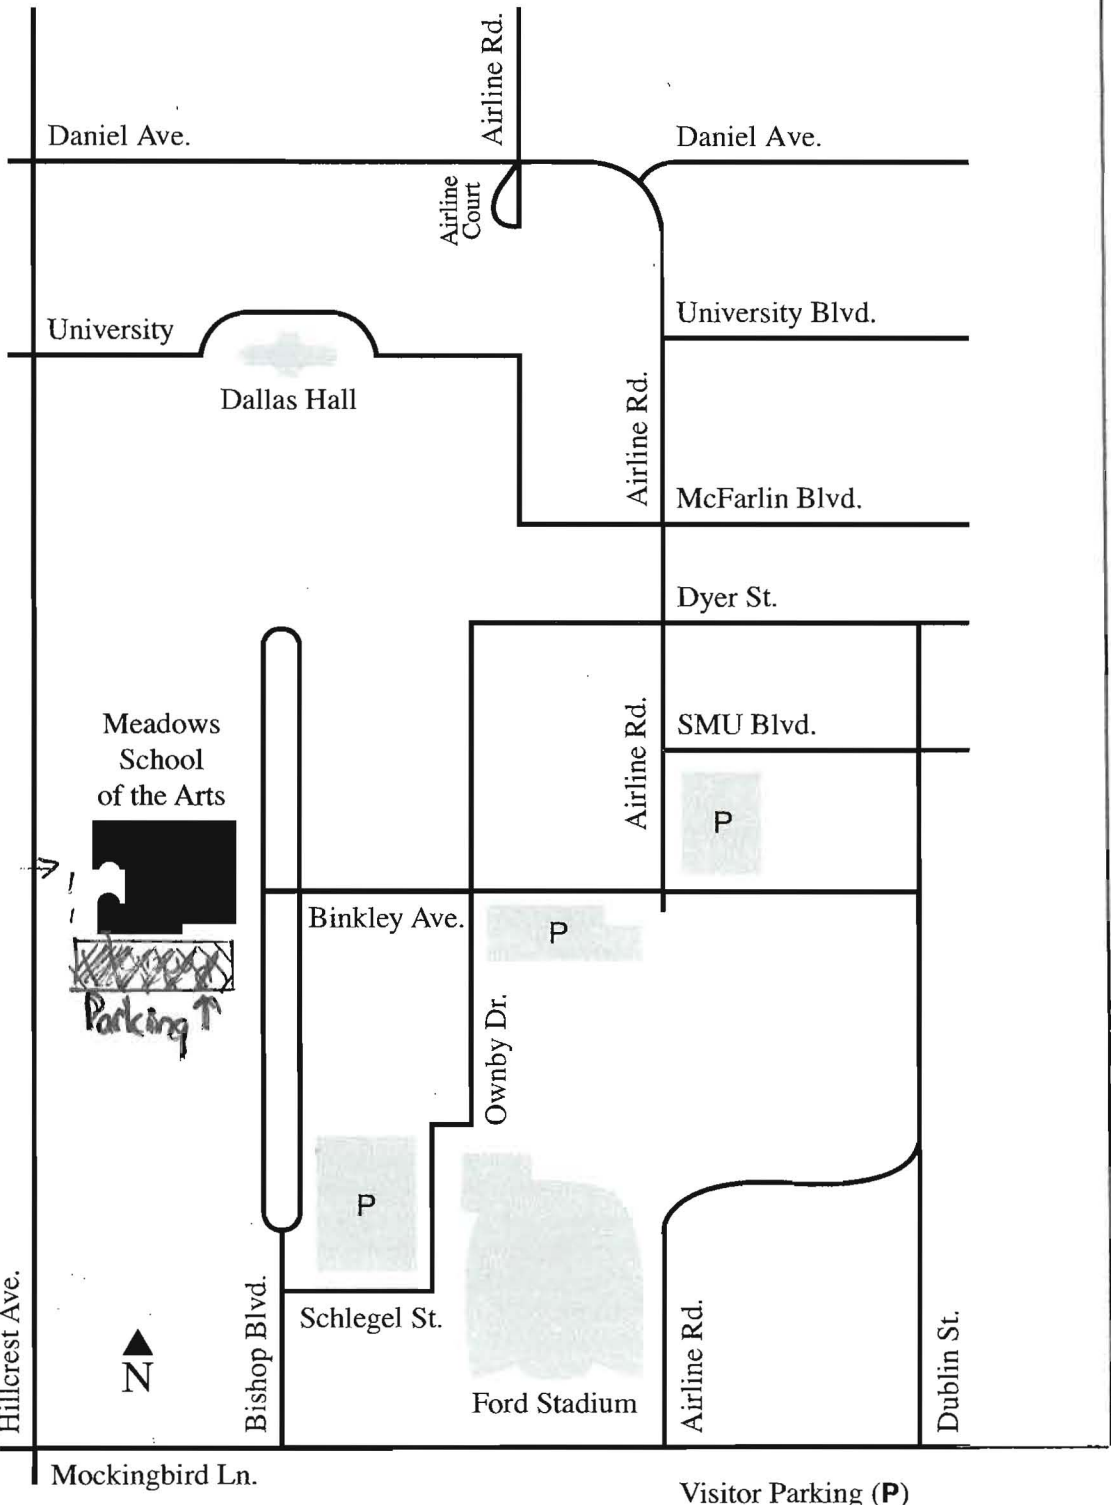 Airline Rd.
Daniel Ave.
Daniel Ave.
Airline
Court
University
University Blvd.
Dallas Hall
Airline Rd.
McFarlin Blvd.
Dyer St.
Meadows
School
of the Arts
Airline Rd.
SMU Blvd.
P
Binkley Ave.
P
Parking
Ownby Dr.
P
Hillcrest Ave.
N
Bishop Blvd.
Schlegel St.
Ford Stadium
Airline Rd.
Dublin St.
Mockingbird Ln.
Visitor Parking (P)